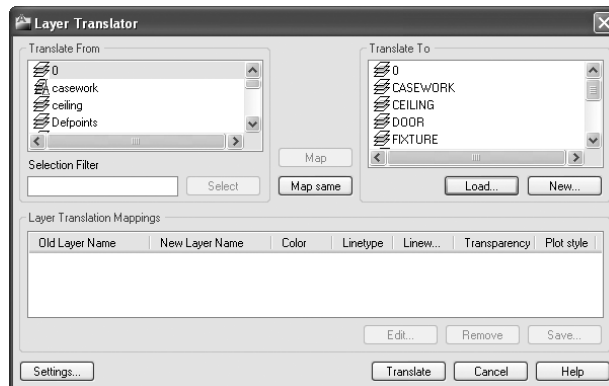 Layer Translator
Translate From
0
casework
ceiling
Defpoints
Selection Filter
Select
Map
Map same
Translate To
0
CASEWORK
CEILING
DOOR
FIXTURE
Load... New...
Layer Translation Mappings
Old Layer Name New Layer Name Color Linetype Linew... Transparency Plot style
Edit... Remove Save...
Settings... Translate Cancel Help